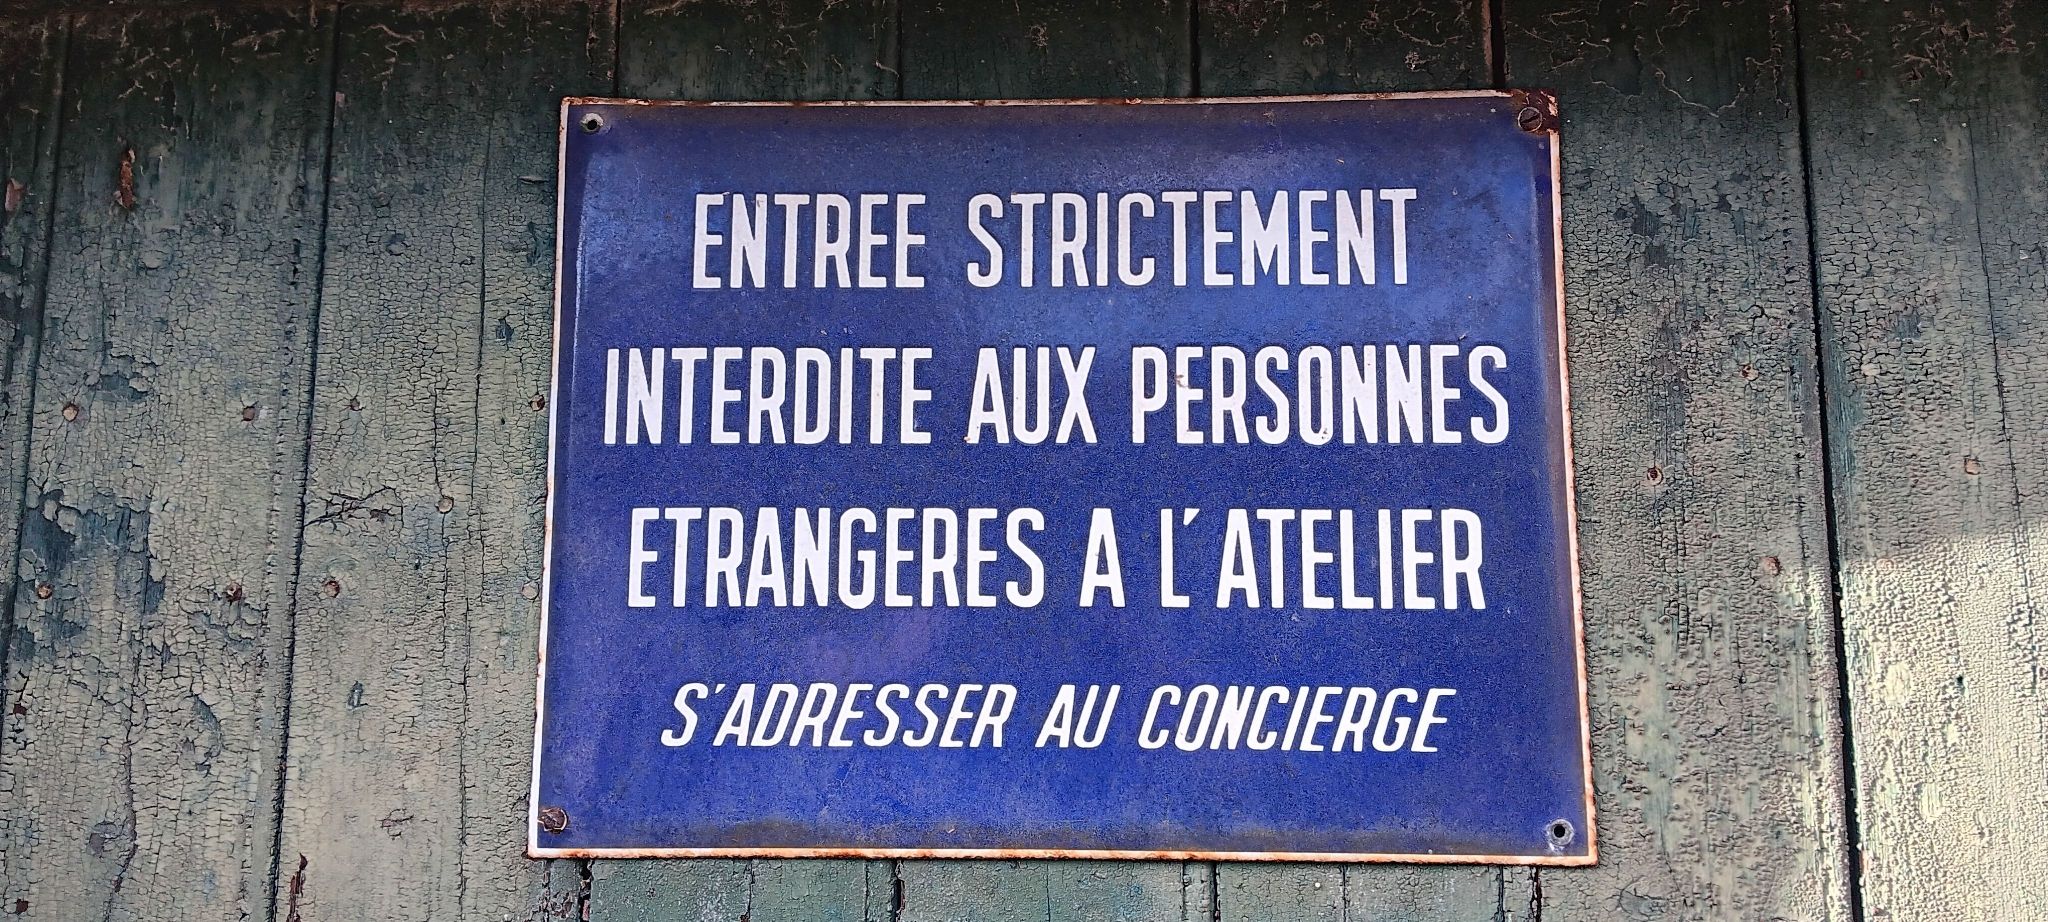 ENTREE STRICTEMENT
INTERDITE AUX PERSONNES
ETRANGERES A L'ATELIER
S'ADRESSER AU CONCIERGE